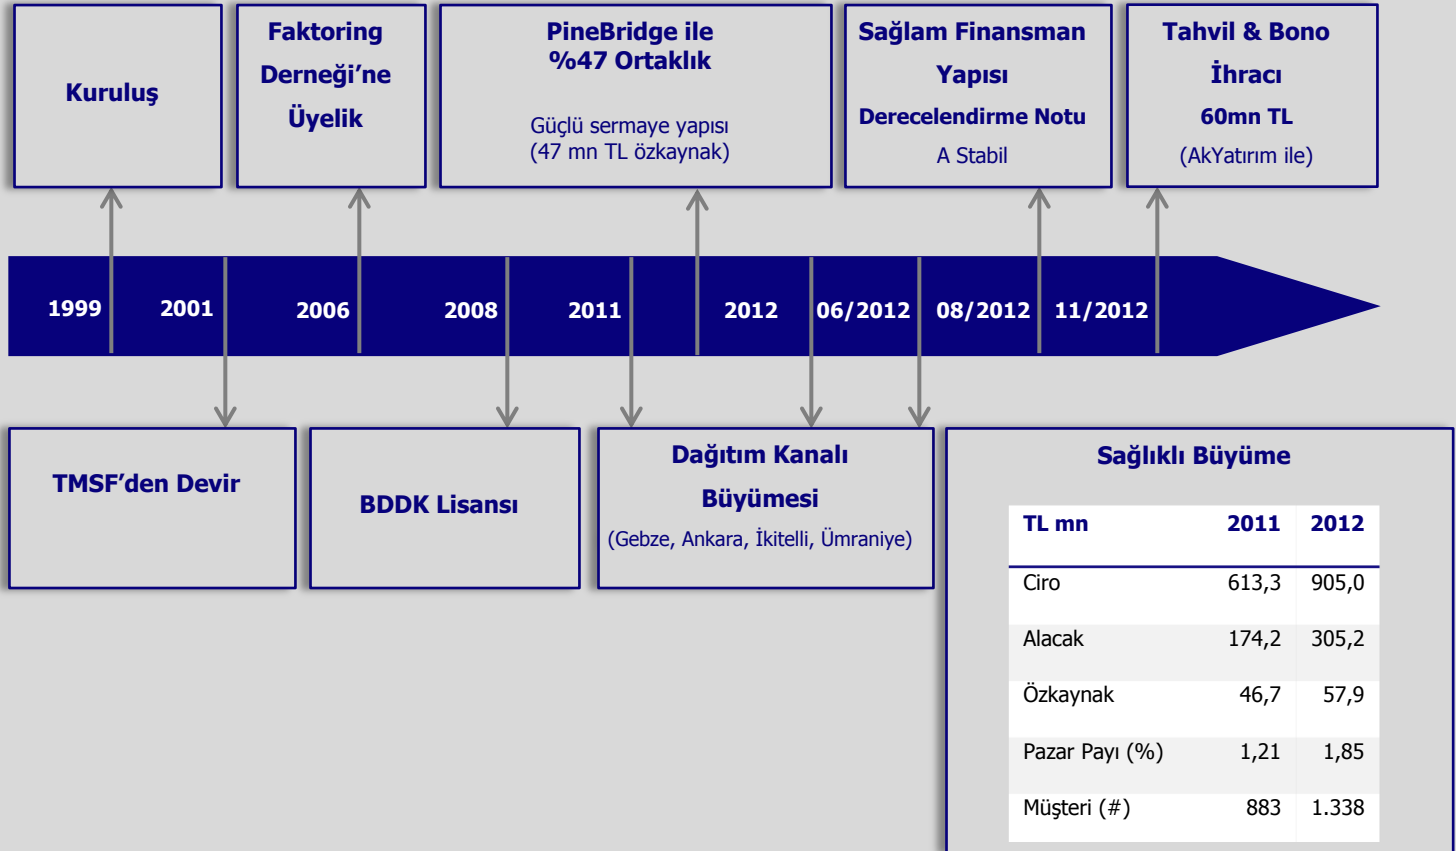 Kuruluş
Faktoring
Derneği’ne
Üyelik
PineBridge ile
%47 Ortaklık
Güçlü sermaye yapısı
(47 mn TL özkaynak)
Sağlam Finansman
Yapısı
Derecelendirme Notu
A Stabil
Tahvil & Bono
İhracı
60mn TL
(AkYatırım ile)
1999 2001 2006 2008 2011 2012 06/2012 08/2012 11/2012
TMSF’den Devir
BDDK Lisansı
Dağıtım Kanalı
Büyümesi
(Gebze, Ankara, İkitelli, Ümraniye)
Sağlıklı Büyüme
TL mn 2011 2012
Ciro 613,3 905,0
Alacak 174,2 305,2
Özkaynak 46,7 57,9
Pazar Payı (%) 1,21 1,85
Müşteri (#) 883 1.338